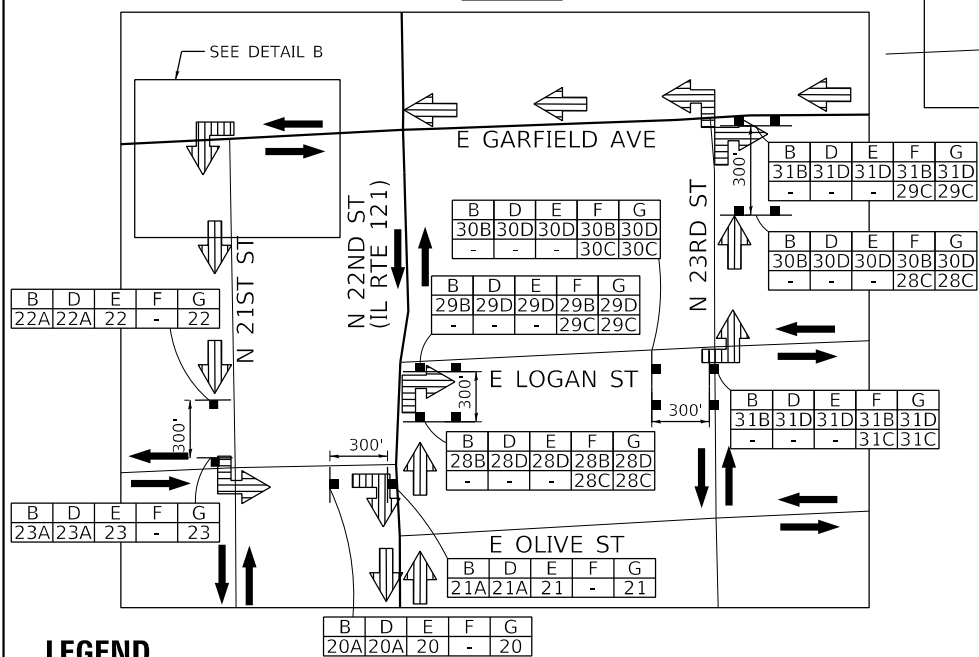 SEE DETAIL B
E GARFIELD AVE
N 21ST ST
N 22ND ST
(IL RTE 121)
N 23RD ST
300'
B D E F G
31B 31D 31D 31B 31D
- - - 29C 29C
B D E F G
30B 30D 30D 30B 30D
- - - 30C 30C
B D E F G
30B 30D 30D 30B 30D
- - - 28C 28C
B D E F G
29B 29D 29D 29B 29D
- - - 29C 29C
B D E F G
22A 22A 22 - 22
E LOGAN ST
300'
300'
300'
B D E F G
31B 31D 31D 31B 31D
- - - 31C 31C
B D E F G
28B 28D 28D 28B 28D
- - - 28C 28C
300'
B D E F G
23A 23A 23 - 23
E OLIVE ST
B D E F G
21A 21A 21 - 21
B D E F G
20A 20A 20 - 20
LEGEND